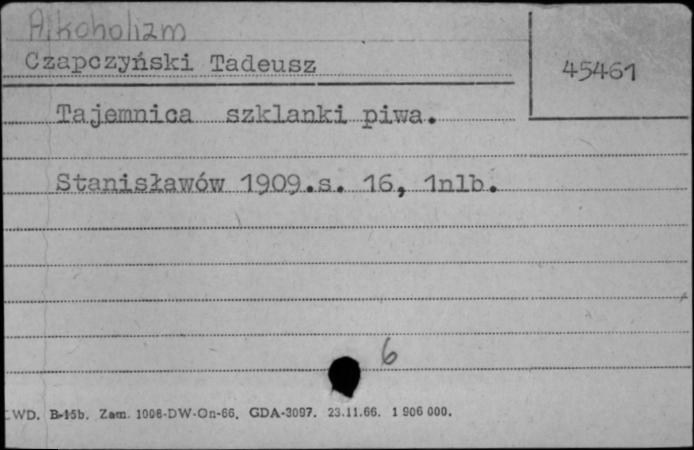 Alkoholizm
Czapczyński Tadeusz
45461
Tajemnica szklanki piwa.
Stanisławów 1909.s. 16, 1nlb.
6
WD. B-15b. Zam. 1006-DW-On-66. GDA-3097. 23.11.66. 1 906 000.